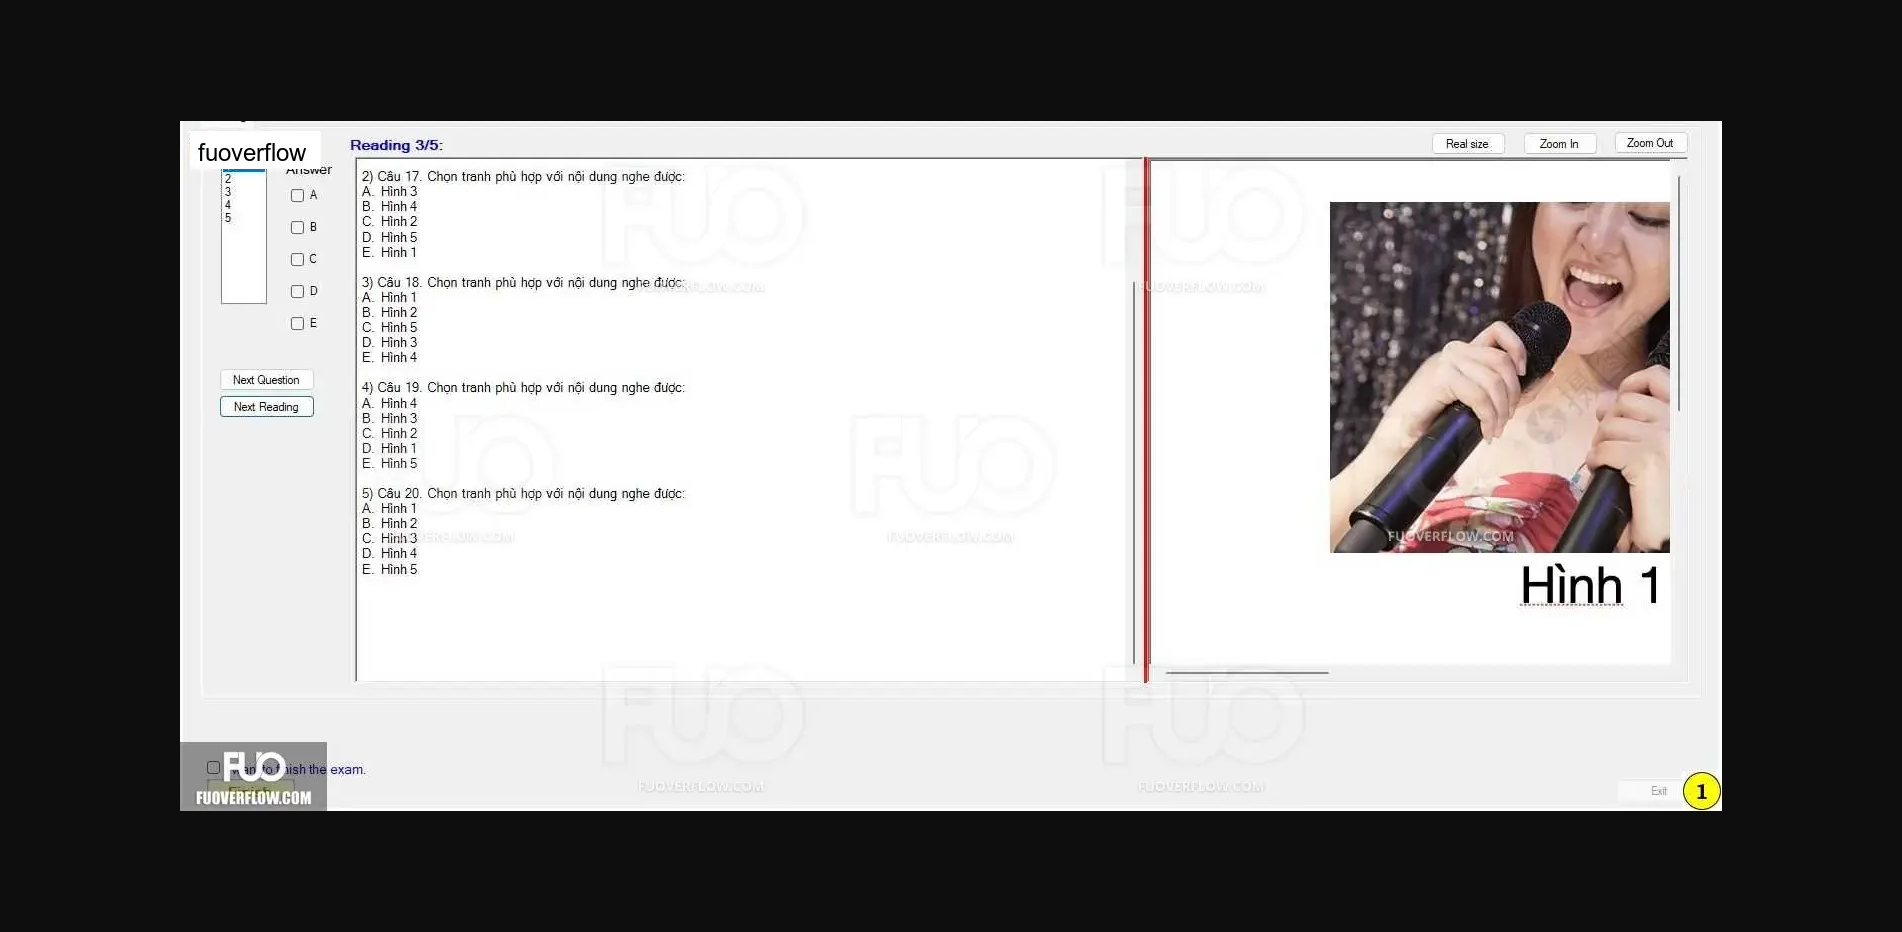 fuoverflow
Reading 3/5:
Real size
Zoom In
Zoom Out
Answer
2
3
4
5
A
B
C
D
E
Next Question
Next Reading
2) Câu 17. Chọn tranh phù hợp với nội dung nghe được:
A. Hình 3
B. Hình 4
C. Hình 2
D. Hình 5
E. Hình 1
3) Câu 18. Chọn tranh phù hợp với nội dung nghe được:
A. Hình 1
B. Hình 2
C. Hình 5
D. Hình 3
E. Hình 4
4) Câu 19. Chọn tranh phù hợp với nội dung nghe được:
A. Hình 4
B. Hình 3
C. Hình 2
D. Hình 1
E. Hình 5
5) Câu 20. Chọn tranh phù hợp với nội dung nghe được:
A. Hình 1
B. Hình 2
C. Hình 3
D. Hình 4
E. Hình 5
FUOVERFLOW.COM
Hình 1
FUO
FUOVERFLOW.COM
to finish the exam.
Finish
FUOVERFLOW.COM
Exit
1